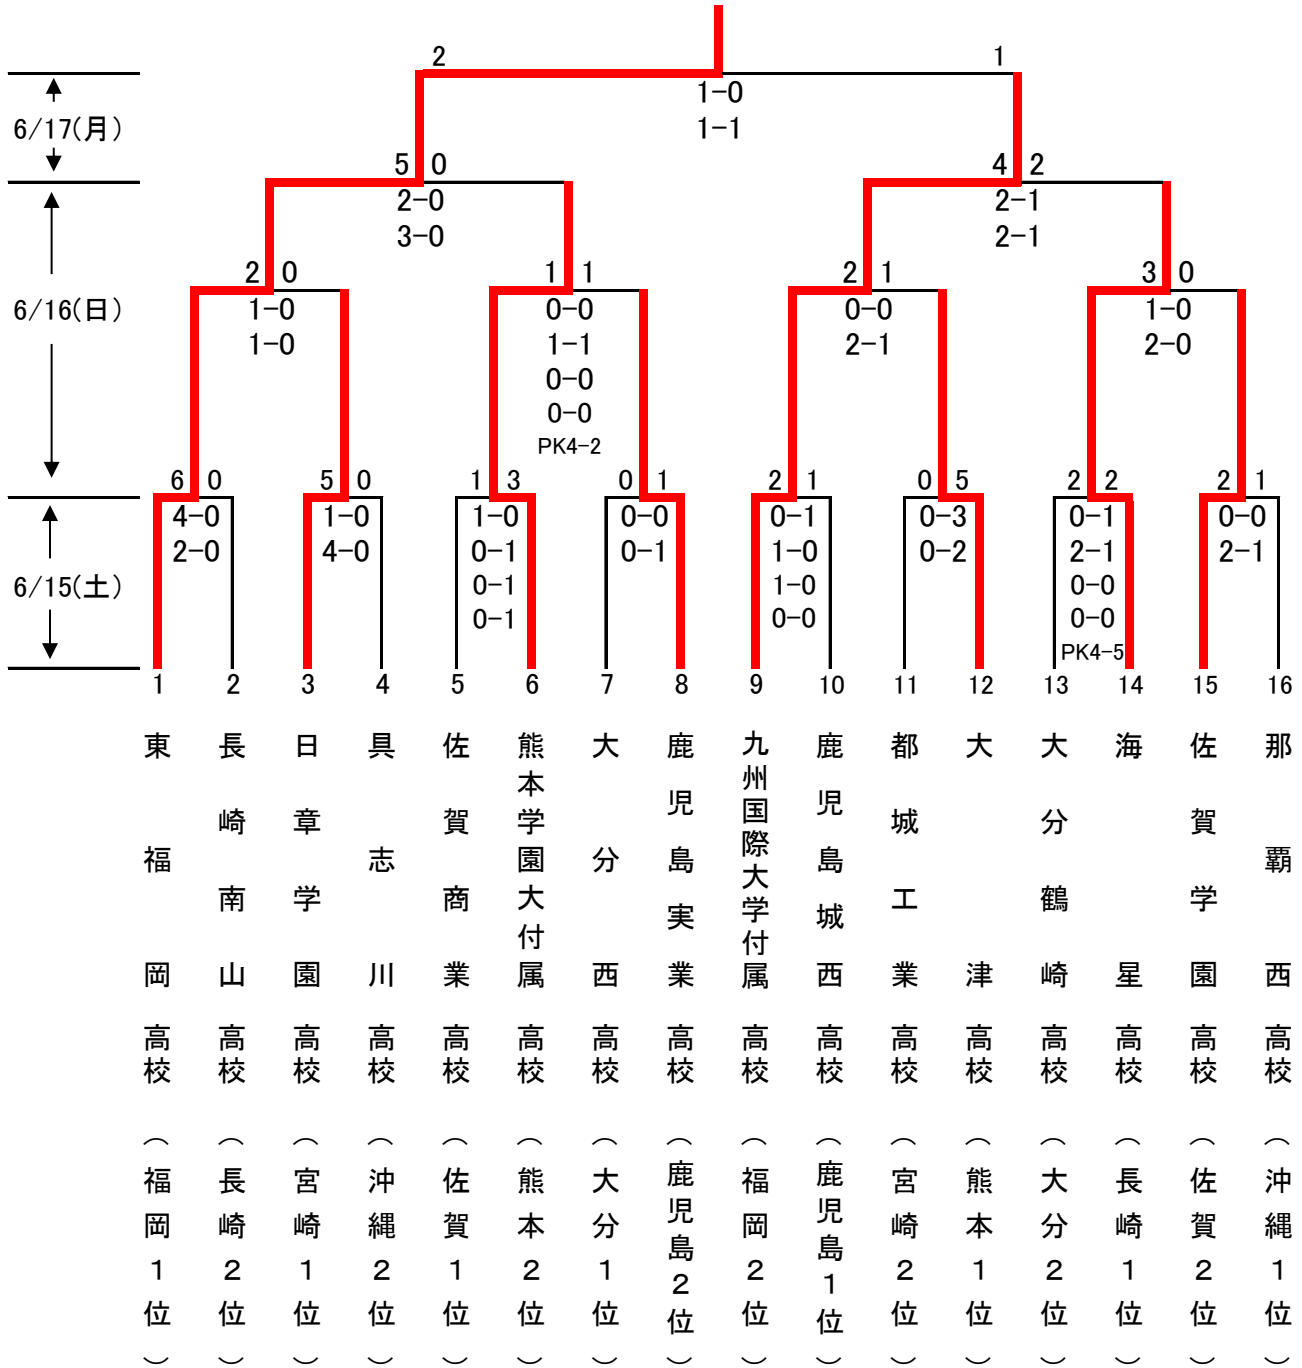 2 1
1-0
1-1
6/17(月)
5 0 4 2
2-0 2-1
3-0 2-1
2 0 1 1 2 1 3 0
6/16(日)
1-0 0-0 0-0 1-0
1-0 1-1 2-1 2-0
0-0
0-0
PK4-2
6 0 5 0 1 3 0 1 2 1 0 5 2 2 2 1
4-0 1-0 1-0 0-0 0-1 0-3 0-1 0-0
2-0 4-0 0-1 0-1 1-0 0-2 2-1 2-1
6/15(土)
0-1 1-0 0-0
0-1 0-0 0-0
PK4-5
1 2 3 4 5 6 7 8 9 10 11 12 13 14 15 16
東福岡高校(福岡1位)
長崎南山高校(長崎2位)
日章学園高校(宮崎1位)
具志川高校(沖縄2位)
佐賀商業高校(佐賀1位)
熊本学園大付属高校(熊本2位)
大分西高校(大分1位)
鹿児島実業高校(鹿児島2位)
九州国際大学付属高校(福岡2位)
鹿児島城西高校(鹿児島1位)
都城工業高校(宮崎2位)
大津高校(熊本1位)
大分鶴崎高校(大分2位)
海星高校(長崎1位)
佐賀学園高校(佐賀2位)
那覇西高校(沖縄1位)